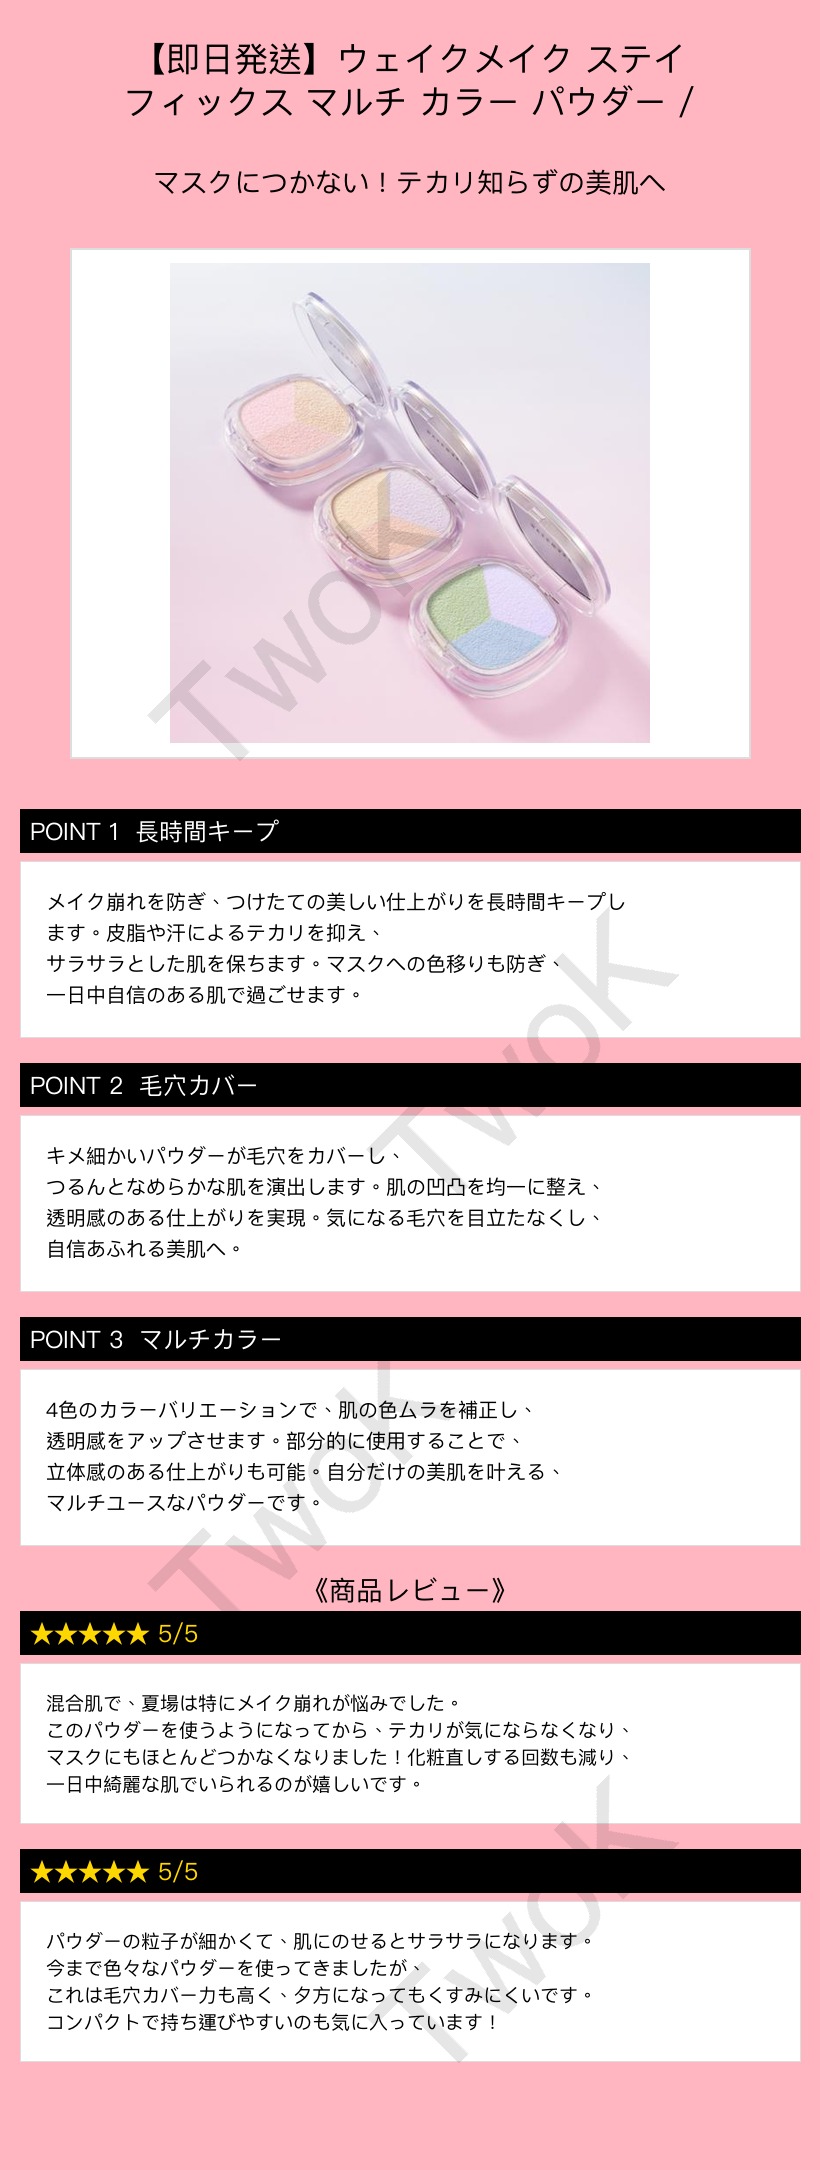 【即日発送】ウェイクメイク ステイ
フィックス マルチ カラー パウダー /
マスクにつかない！テカリ知らずの美肌へ
POINT 1 長時間キープ
メイク崩れを防ぎ、つけたての美しい仕上がりを長時間キープし
ます。皮脂や汗によるテカリを抑え、
サラサラとした肌を保ちます。マスクへの色移りも防ぎ、
一日中自信のある肌で過ごせます。
POINT 2 毛穴カバー
キメ細かいパウダーが毛穴をカバーし、
つるんとなめらかな肌を演出します。肌の凹凸を均一に整え、
透明感のある仕上がりを実現。気になる毛穴を目立たなくし、
自信あふれる美肌へ。
POINT 3 マルチカラー
4色のカラーバリエーションで、肌の色ムラを補正し、
透明感をアップさせます。部分的に使用することで、
立体感のある仕上がりも可能。自分だけの美肌を叶える、
マルチユースなパウダーです。
《商品レビュー》
★★★★★ 5/5
混合肌で、夏場は特にメイク崩れが悩みでした。
このパウダーを使うようになってから、テカリが気にならなくなり、
マスクにもほとんどつかなくなりました！化粧直しする回数も減り、
一日中綺麗な肌でいられるのが嬉しいです。
★★★★★ 5/5
パウダーの粒子が細かくて、肌にのせるとサラサラになります。
今まで色々なパウダーを使ってきましたが、
これは毛穴カバー力も高く、夕方になってもくすみにくいです。
コンパクトで持ち運びやすいのも気に入っています！
TwoK
TwoK
TwoK
TwoK